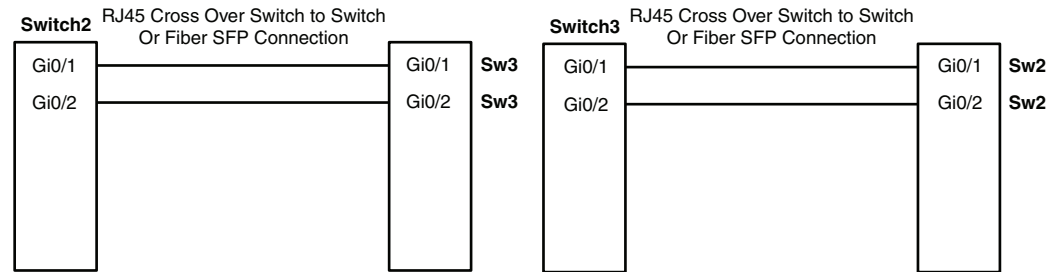 Switch2
RJ45 Cross Over Switch to Switch
Or Fiber SFP Connection
Gi0/1
Gi0/1 Sw3
Gi0/2
Gi0/2 Sw3
Switch3
RJ45 Cross Over Switch to Switch
Or Fiber SFP Connection
Gi0/1
Gi0/1 Sw2
Gi0/2
Gi0/2 Sw2